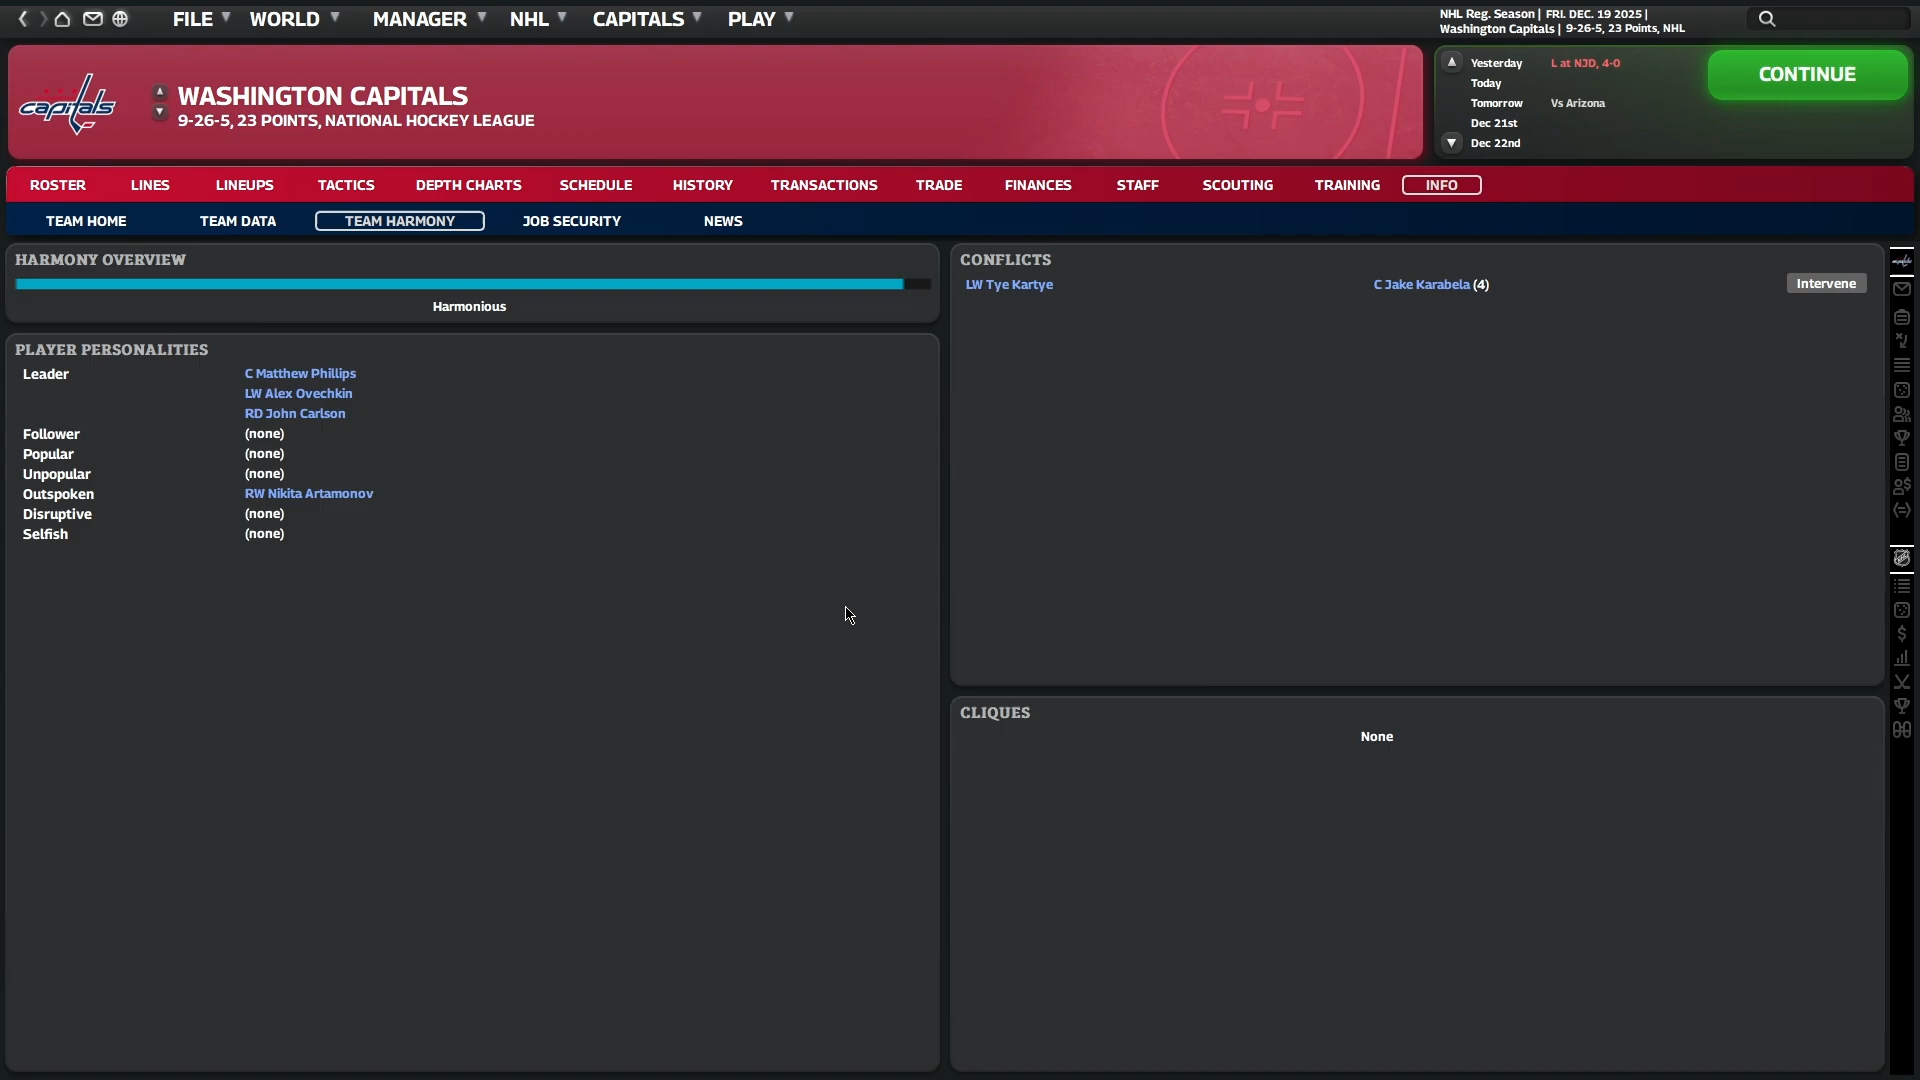 FILE WORLD MANAGER NHL CAPITALS PLAY
NHL Reg. Season | FRI. DEC. 19 2025 |
Washington Capitals | 9-26-5, 23 Points, NHL
capitals
WASHINGTON CAPITALS
9-26-5, 23 POINTS, NATIONAL HOCKEY LEAGUE
Yesterday L at NJD, 4-0
Today
Tomorrow Vs Arizona
Dec 21st
Dec 22nd
CONTINUE
ROSTER LINES LINEUPS TACTICS DEPTH CHARTS SCHEDULE HISTORY TRANSACTIONS TRADE FINANCES STAFF SCOUTING TRAINING INFO
TEAM HOME TEAM DATA TEAM HARMONY JOB SECURITY NEWS
HARMONY OVERVIEW
Harmonious
PLAYER PERSONALITIES
Leader C Matthew Phillips
LW Alex Ovechkin
RD John Carlson
Follower (none)
Popular (none)
Unpopular (none)
Outspoken RW Nikita Artamonov
Disruptive (none)
Selfish (none)
CONFLICTS
LW Tye Kartye C Jake Karabela (4) Intervene
CLIQUES
None